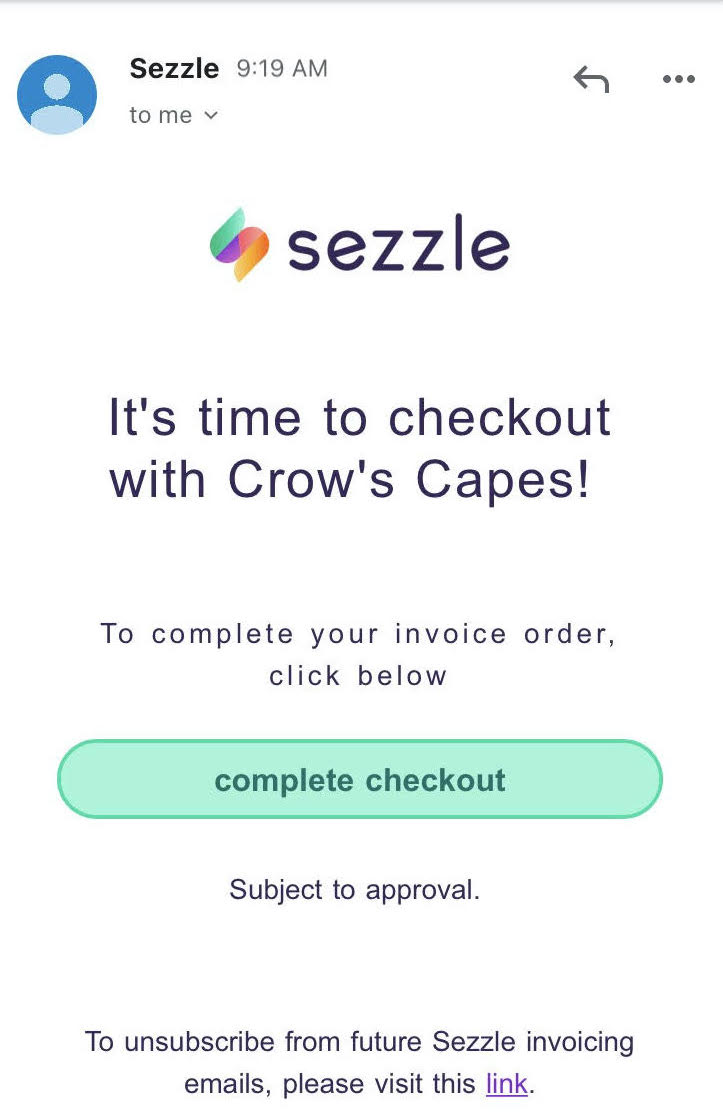 Sezzle 9:19 AM
to me
sezzle
It's time to checkout
with Crow's Capes!
To complete your invoice order,
click below
complete checkout
Subject to approval.
To unsubscribe from future Sezzle invoicing
emails, please visit this link.